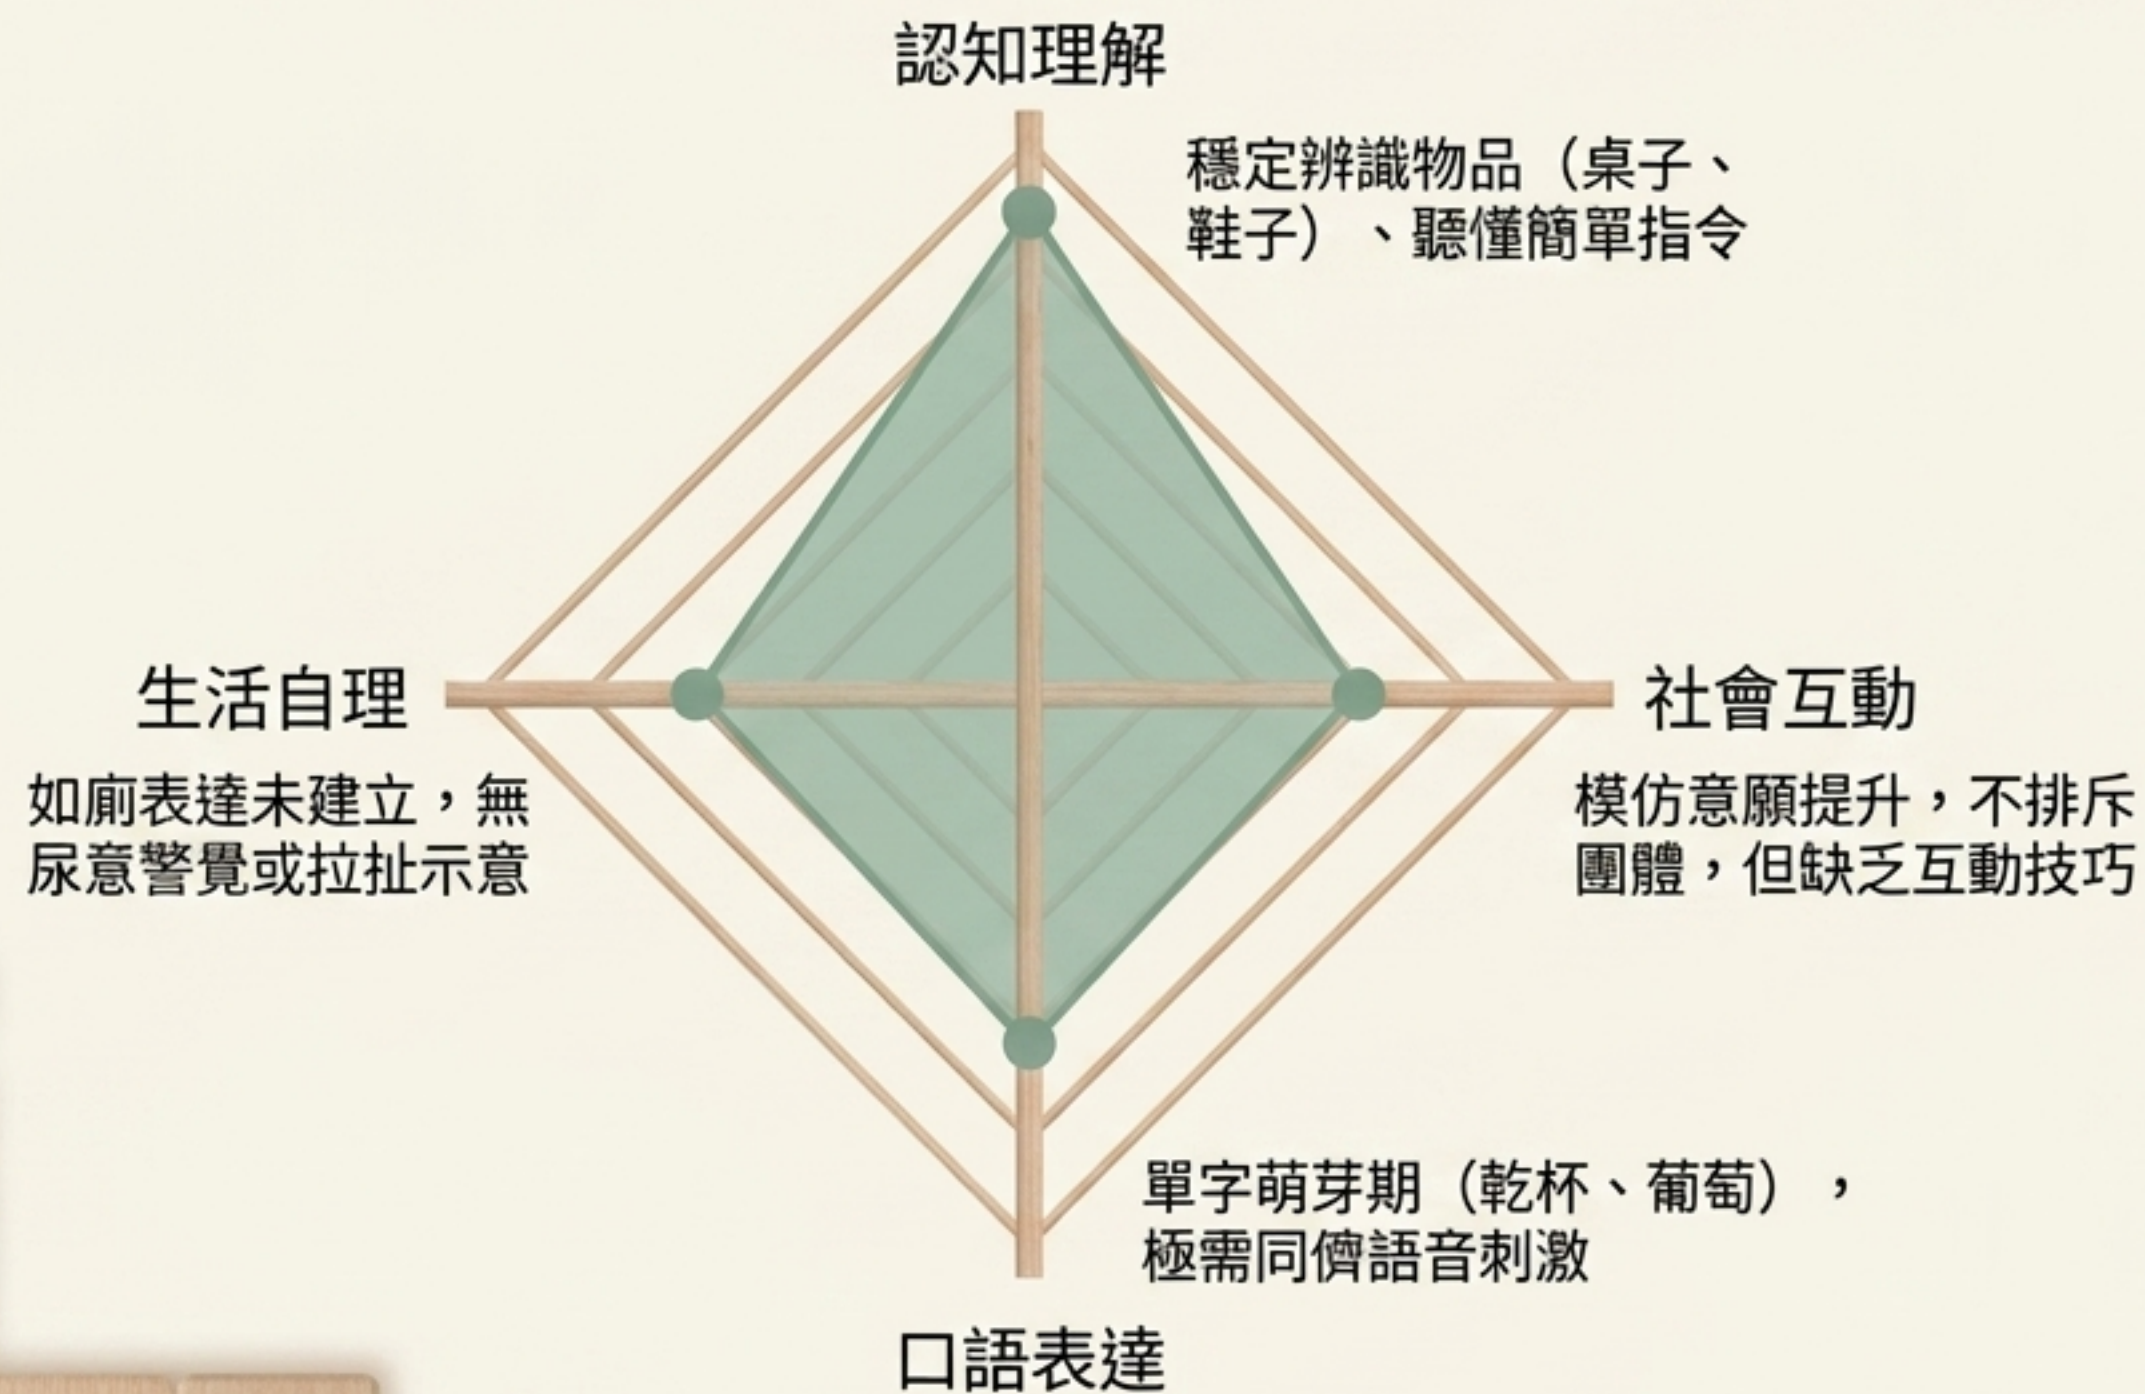 認知理解
穩定辨識物品（桌子、
鞋子）、聽懂簡單指令
生活自理
如廁表達未建立，無
尿意警覺或拉扯示意
社會互動
模仿意願提升，不排斥
團體，但缺乏互動技巧
單字萌芽期（乾杯、葡萄），
極需同儕語音刺激
口語表達